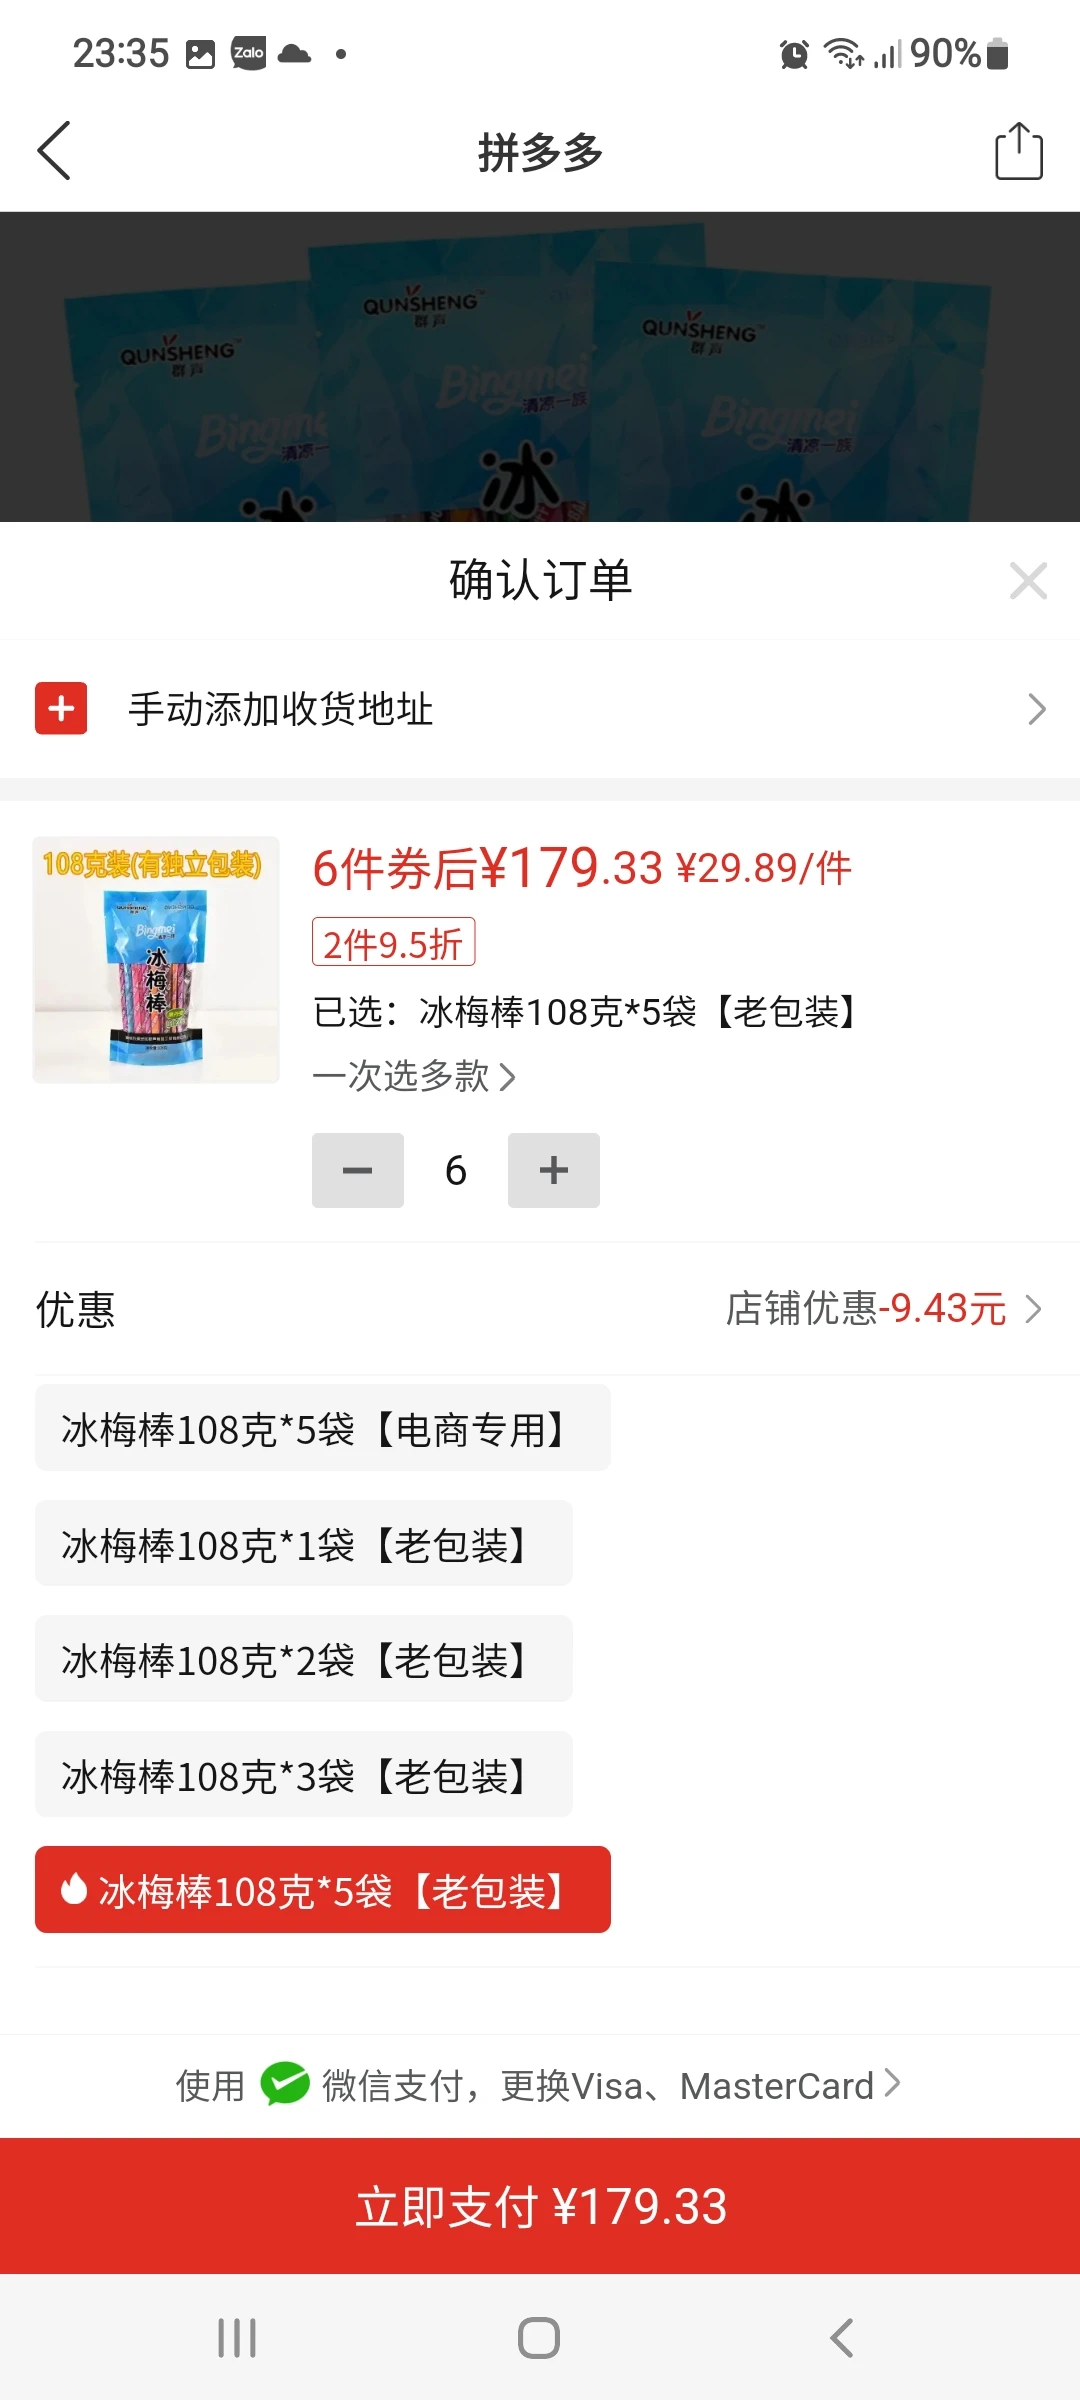 23:35 Zalo 90%
拼多多
QUNSHENG
群声
Bingmei
清凉一族
冰
QUNSHENG
群声
清凉一
冰
QUNSHENG
群声
Bingmei
清凉一族
冰
确认订单
手动添加收货地址
108克装(有独立包装)
Bingmei
冰梅棒
6件券后¥179.33 ¥29.89/件
2件9.5折
已选：冰梅棒108克*5袋【老包装】
一次选多款
6
优惠 店铺优惠-9.43元
冰梅棒108克*5袋【电商专用】
冰梅棒108克*1袋【老包装】
冰梅棒108克*2袋【老包装】
冰梅棒108克*3袋【老包装】
冰梅棒108克*5袋【老包装】
使用 微信支付，更换Visa、MasterCard
立即支付 ¥179.33